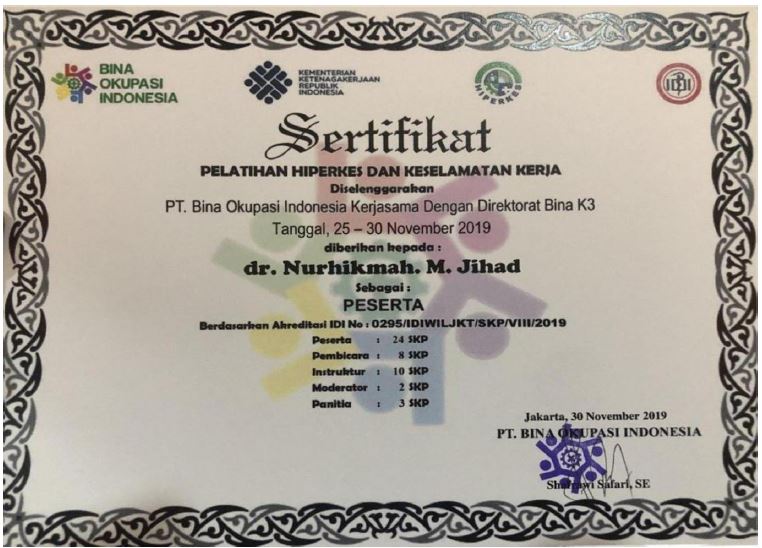 BINA
OKUPASI
INDONESIA
KEMENTERIAN
KETENAGAKERJAAN
REPUBLIK
INDONESIA
HIPERKES
IDI
Sertifikat
PELATIHAN HIPERKES DAN KESELAMATAN KERJA
Diselenggarakan
PT. Bina Okupasi Indonesia Kerjasama Dengan Direktorat Bina K3
Tanggal, 25 – 30 November 2019
diberikan kepada :
dr. Nurhikmah. M. Jihad
Sebagai :
PESERTA
Berdasarkan Akreditasi IDI No : 0295/IDIWILJKT/SKP/VIII/2019
Peserta : 24 SKP
Pembicara : 8 SKP
Instruktur : 10 SKP
Moderator : 2 SKP
Panitia : 3 SKP
Jakarta, 30 November 2019
PT. BINA OKUPASI INDONESIA
Safari, SE